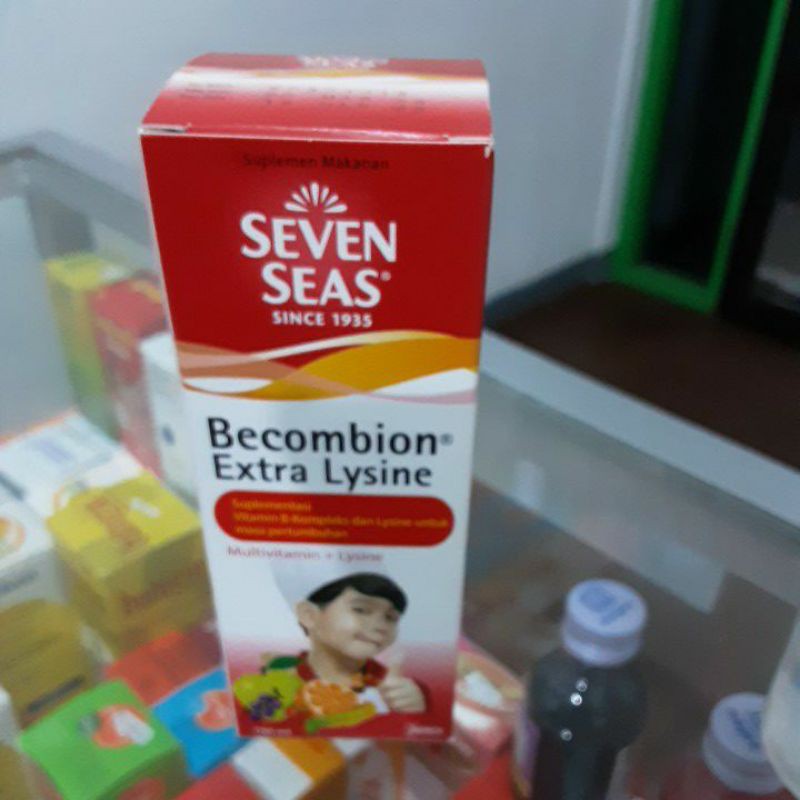 Suplemen Makanan
SEVEN
SEAS®
SINCE 1935
Becombion®
Extra Lysine
Suplementasi
Vitamin B-Kompleks dan Lysine untuk
masa pertumbuhan
Multivitamin + Lysine